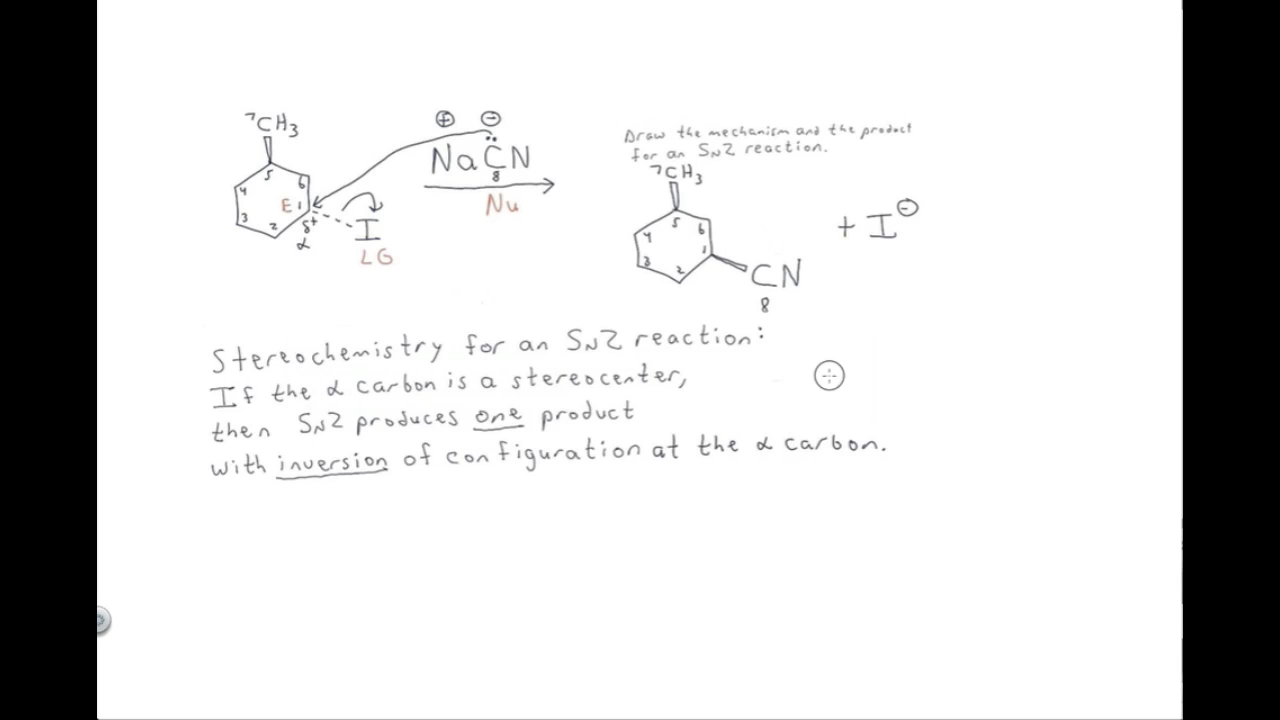 Draw the mechanism and the product
for an SN2 reaction.
7CH3
⊕ ⊖
NaC̈N
8
Nu
4 5 6
3 2 1
E
δ+
α
I
LG
7CH3
4 5 6
3 2 1
CN
8
+ I⊖
Stereochemistry for an SN2 reaction:
If the α carbon is a stereocenter,
then SN2 produces one product
with inversion of configuration at the α carbon.